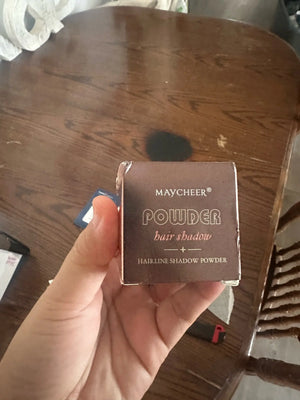 MAYCHEER®
POWDER
hair shadow
+
HAIRLINE SHADOW POWDER